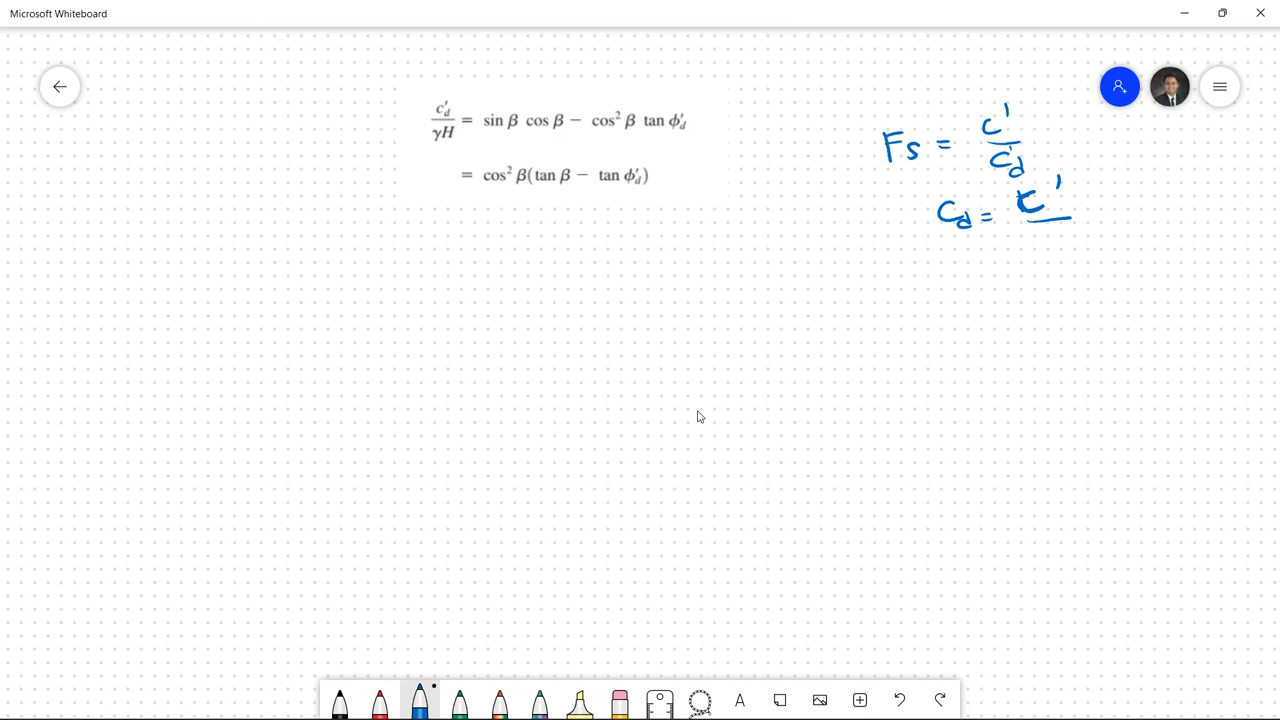 Microsoft Whiteboard
c'd/γH = sin β cos β − cos² β tan ϕ'd
= cos² β(tan β − tan ϕ'd)
Fs = c'/c'd
cd = c'/
A